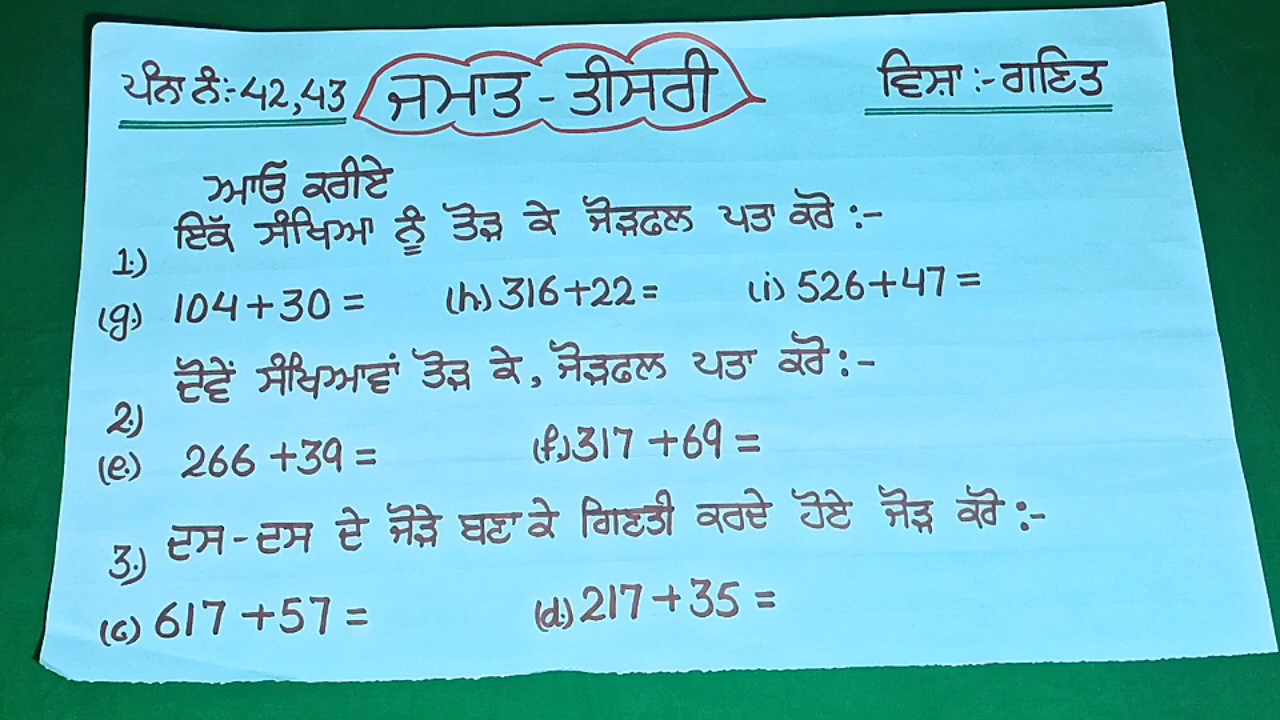 ਪੰਨਾ ਨੰ:-42,43 ਜਮਾਤ - ਤੀਸਰੀ ਵਿਸ਼ਾ :- ਗਣਿਤ
ਆਓ ਕਰੀਏ
1.) ਇਕੱ ਸੰਖਿਆ ਨੂੰ ਤੋੜ ਕੇ ਜੋੜਫਲ ਪਤਾ ਕਰੋ :-
(g.) 104+30 = (h.) 316+22= (i) 526+47 =
2.) ਦੋਵੇਂ ਸੰਖਿਆਵਾਂ ਤੋੜ ਕੇ, ਜੋੜਫਲ ਪਤਾ ਕਰੋ :-
(e.) 266 +39 = (f.) 317 +69 =
3.) ਦਸ-ਦਸ ਦੇ ਜੋੜੇ ਬਣਾ ਕੇ ਗਿਣਤੀ ਕਰਦੇ ਹੋਏ ਜੋੜ ਕਰੋ :-
(c) 617 +57 = (d.) 217+35 =